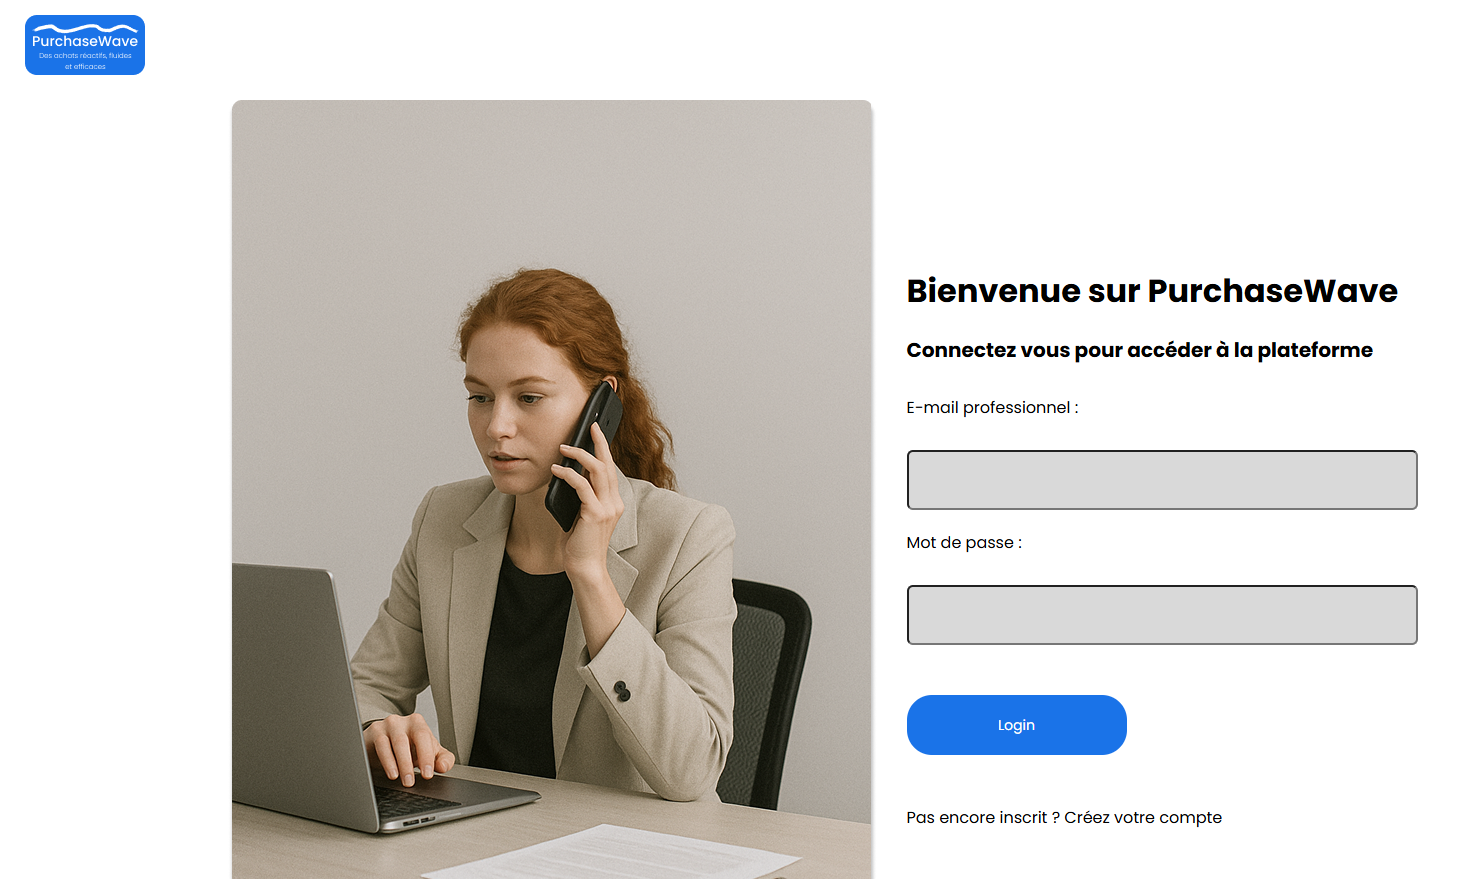 PurchaseWave
Des achats réactifs, fluides
et efficaces
Bienvenue sur PurchaseWave
Connectez vous pour accéder à la plateforme
E-mail professionnel :
Mot de passe :
Login
Pas encore inscrit ? Créez votre compte